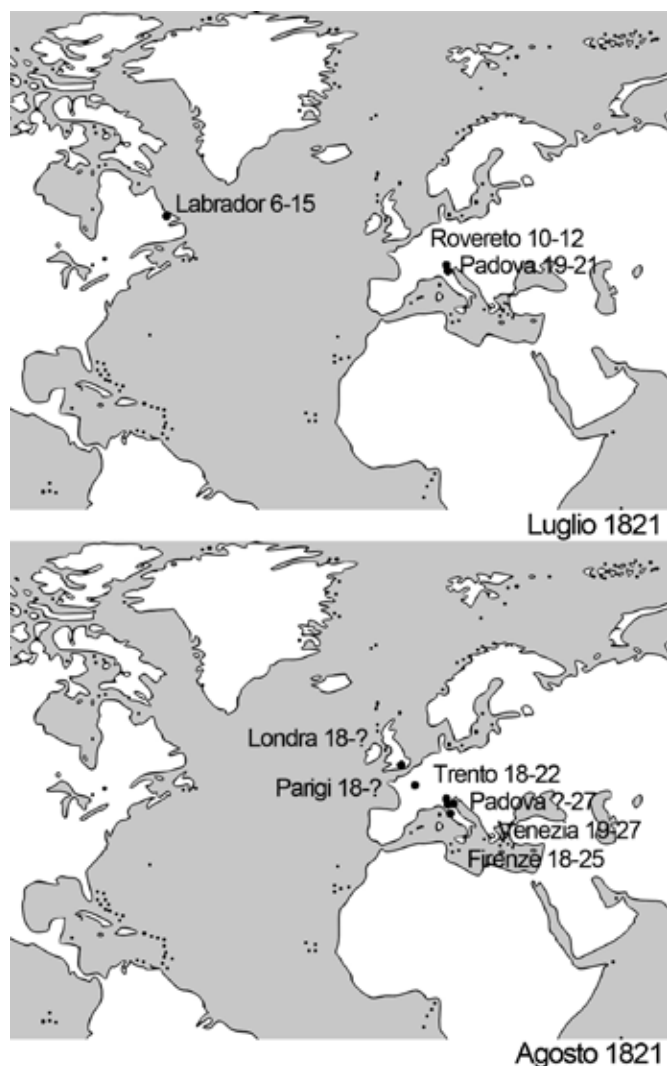 Labrador 6-15
Rovereto 10-12
Padova 19-21
Luglio 1821
Londra 18-?
Trento 18-22
Parigi 18-?
Padova ?-27
Venezia 19-27
Firenze 18-25
Agosto 1821